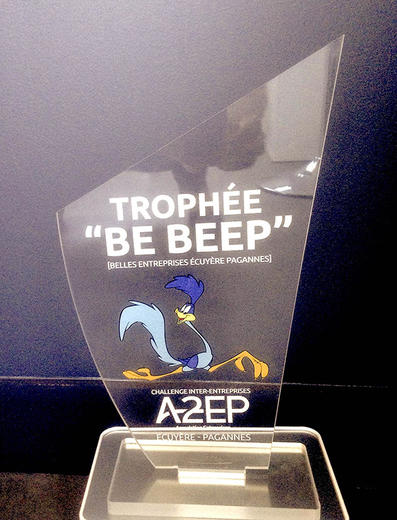 TROPHÉE
"BE BEEP"
[BELLES ENTREPRISES ÉCUYÈRE PAGANNES]
CHALLENGE INTER-ENTREPRISES
A2EP
ÉCUYÈRE - PAGANNES